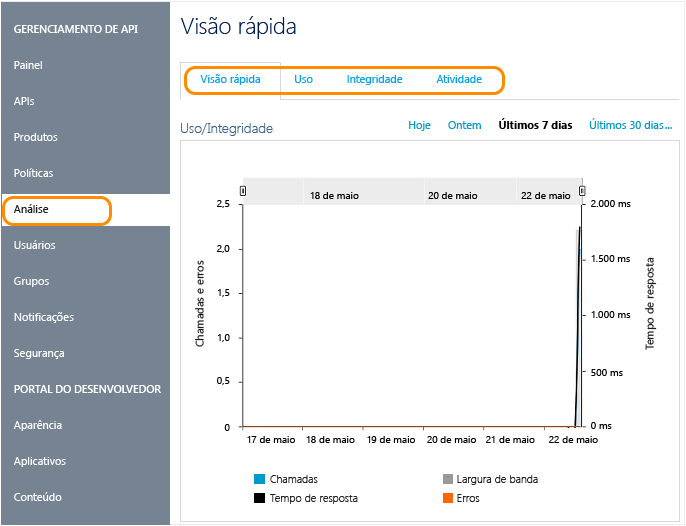 GERENCIAMENTO DE API
Painel
APIs
Produtos
Políticas
Análise
Usuários
Grupos
Notificações
Segurança
PORTAL DO DESENVOLVEDOR
Aparência
Aplicativos
Conteúdo
Visão rápida
Visão rápida Uso Integridade Atividade
Uso/Integridade
Hoje Ontem Últimos 7 dias Últimos 30 dias...
18 de maio 20 de maio 22 de maio
2,5
2,0
1,5
1,0
0,5
0
Chamadas e erros
2.000 ms
1.500 ms
1.000 ms
500 ms
0 ms
Tempo de resposta
17 de maio 18 de maio 19 de maio 20 de maio 21 de maio 22 de maio
Chamadas Largura de banda
Tempo de resposta Erros